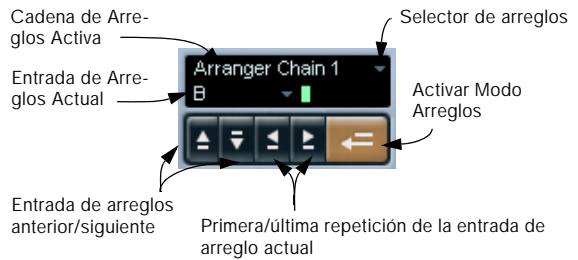 Cadena de Arre-
glos Activa
Selector de arreglos
Arranger Chain 1
Entrada de Arre-
glos Actual
B
Activar Modo
Arreglos
Entrada de arreglos
anterior/siguiente
Primera/última repetición de la entrada de
arreglo actual